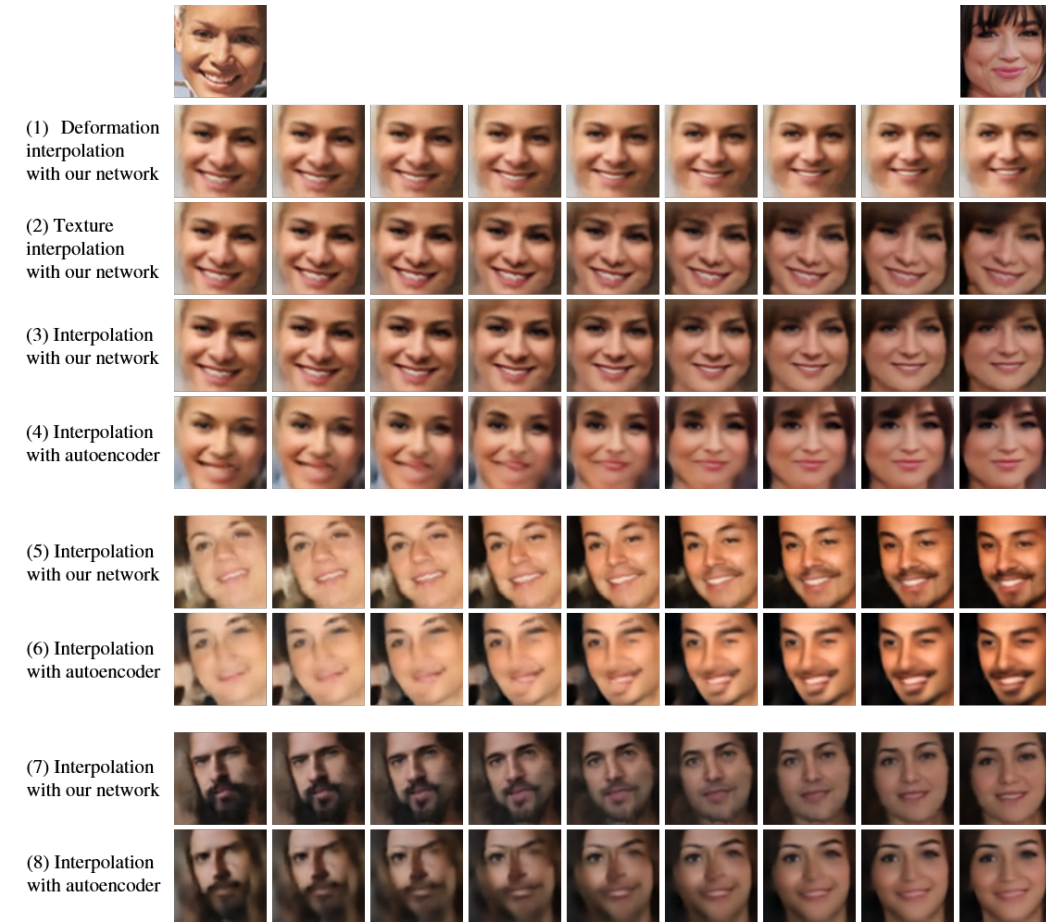 (1) Deformation
interpolation
with our network
(2) Texture
interpolation
with our network
(3) Interpolation
with our network
(4) Interpolation
with autoencoder
(5) Interpolation
with our network
(6) Interpolation
with autoencoder
(7) Interpolation
with our network
(8) Interpolation
with autoencoder